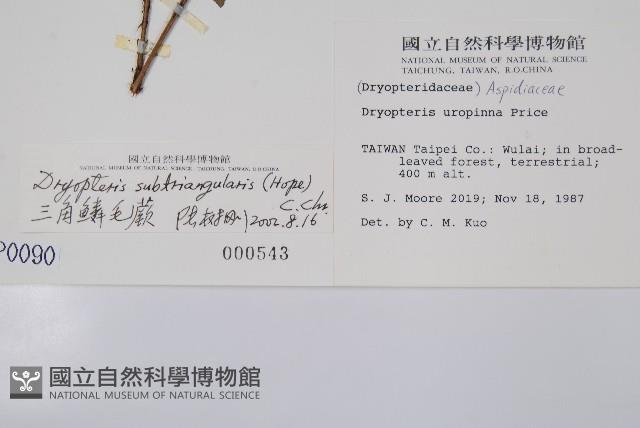 國立自然科學博物館
NATIONAL MUSEUM OF NATURAL SCIENCE
TAICHUNG, TAIWAN, R.O.CHINA
(Dryopteridaceae) Aspidiaceae
Dryopteris uropinna Price
TAIWAN Taipei Co.: Wulai; in broad-
leaved forest, terrestrial;
400 m alt.
S. J. Moore 2019; Nov 18, 1987
Det. by C. M. Kuo
國立自然科學博物館
NATIONAL MUSEUM OF NATURAL SCIENCE TAICHUNG, TAIWAN, R.O.CHINA
Dryopteris subtriangularis (Hope)
C. Chr.
三角鱗毛蕨 2002.8.16
P0090
000543
國立自然科學博物館
NATIONAL MUSEUM OF NATURAL SCIENCE